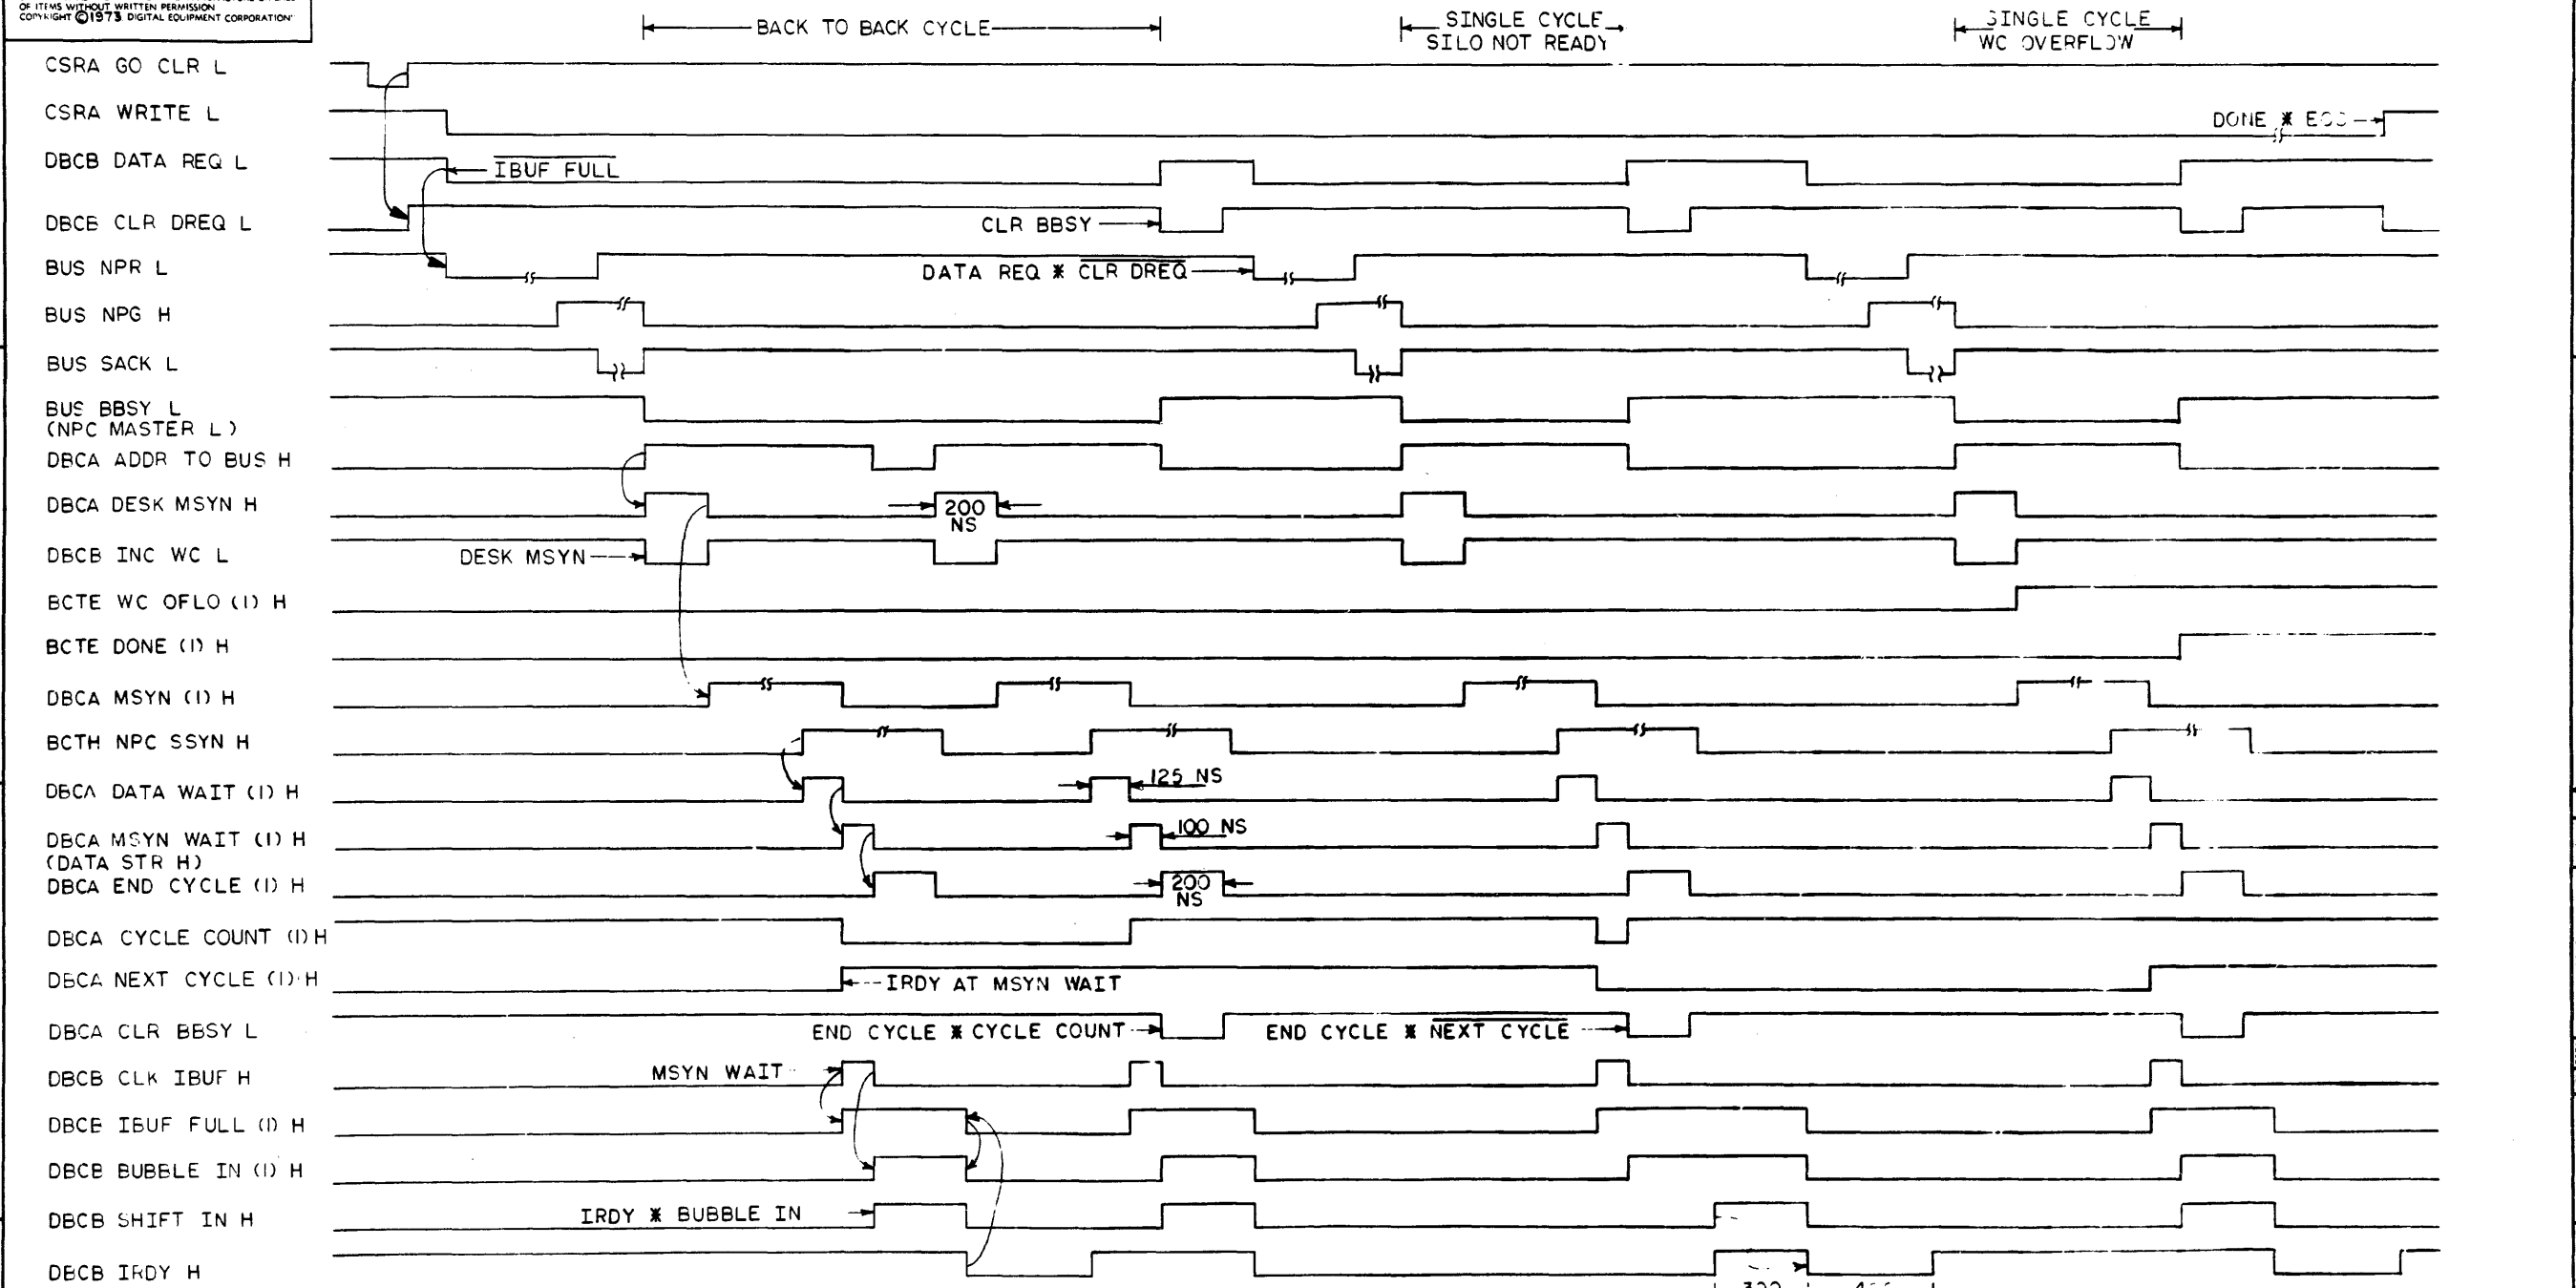 OF ITEMS WITHOUT WRITTEN PERMISSION
COPYRIGHT ©1973 DIGITAL EQUIPMENT CORPORATION
BACK TO BACK CYCLE
SINGLE CYCLE
SILO NOT READY
SINGLE CYCLE
WC OVERFLOW
CSRA GO CLR L
CSRA WRITE L
DONE *
DBCB DATA REQ L
IBUF FULL
DBCB CLR DREQ L
CLR BBSY
BUS NPR L
DATA REQ * CLR DREQ
BUS NPG H
BUS SACK L
BUS BBSY L
(NPC MASTER L)
DBCA ADDR TO BUS H
DBCA DESK MSYN H
200
NS
DBCB INC WC L
DESK MSYN
BCTE WC OFLO (1) H
BCTE DONE (1) H
DBCA MSYN (1) H
BCTH NPC SSYN H
DBCA DATA WAIT (1) H
125 NS
DBCA MSYN WAIT (1) H
(DATA STR H)
100 NS
DBCA END CYCLE (1) H
200
NS
DBCA CYCLE COUNT (1) H
DBCA NEXT CYCLE (1) H
IRDY AT MSYN WAIT
DBCA CLR BBSY L
END CYCLE * CYCLE COUNT
END CYCLE * NEXT CYCLE
DBCB CLK IBUF H
MSYN WAIT
DBCB IBUF FULL (1) H
DBCB BUBBLE IN (1) H
DBCB SHIFT IN H
IRDY * BUBBLE IN
DBCB IRDY H